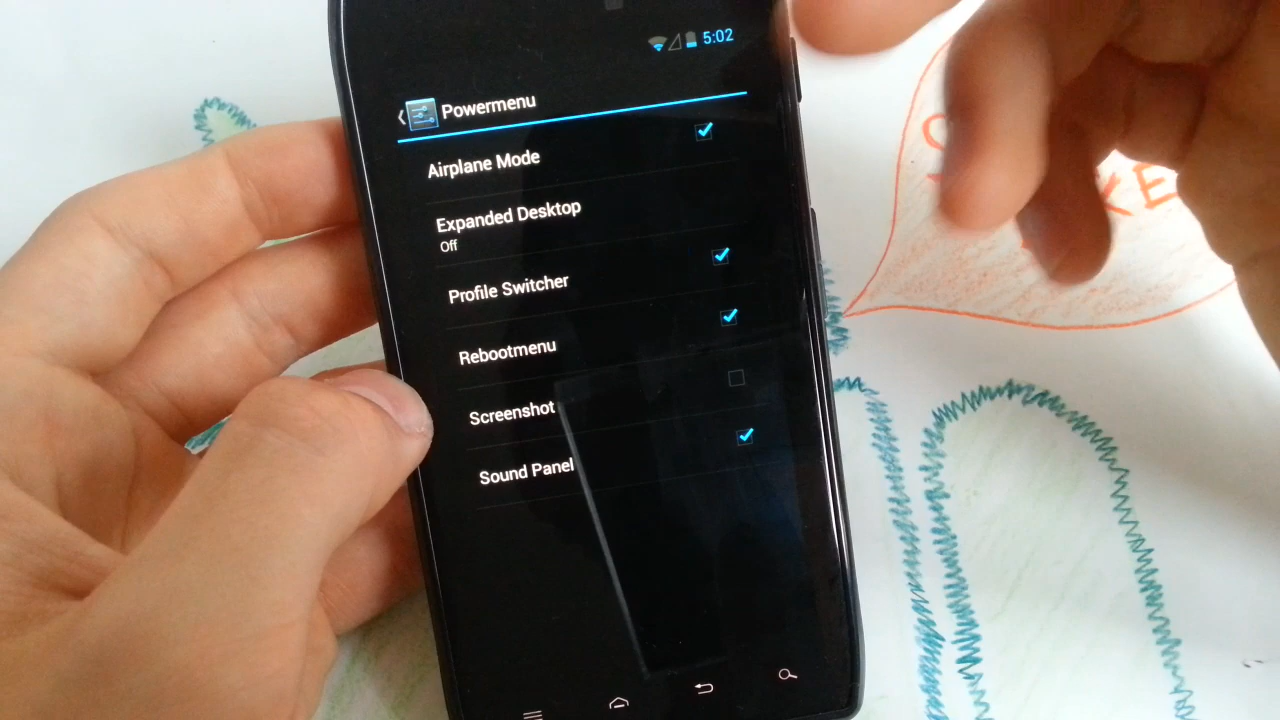 5:02
Powermenu
Airplane Mode
Expanded Desktop
Off
Profile Switcher
Rebootmenu
Screenshot
Sound Panel